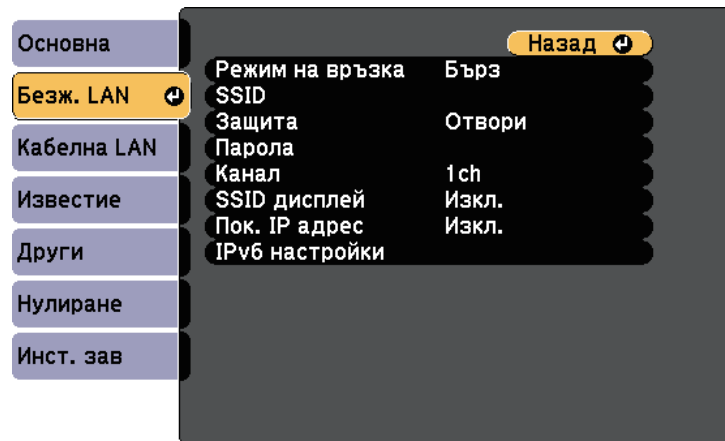 Основна
Безж. LAN
Кабелна LAN
Известие
Други
Нулиране
Инст. зав
Назад
Режим на връзка Бърз
SSID
Защита Отвори
Парола
Канал 1ch
SSID дисплей Изкл.
Пок. IP адрес Изкл.
IPv6 настройки